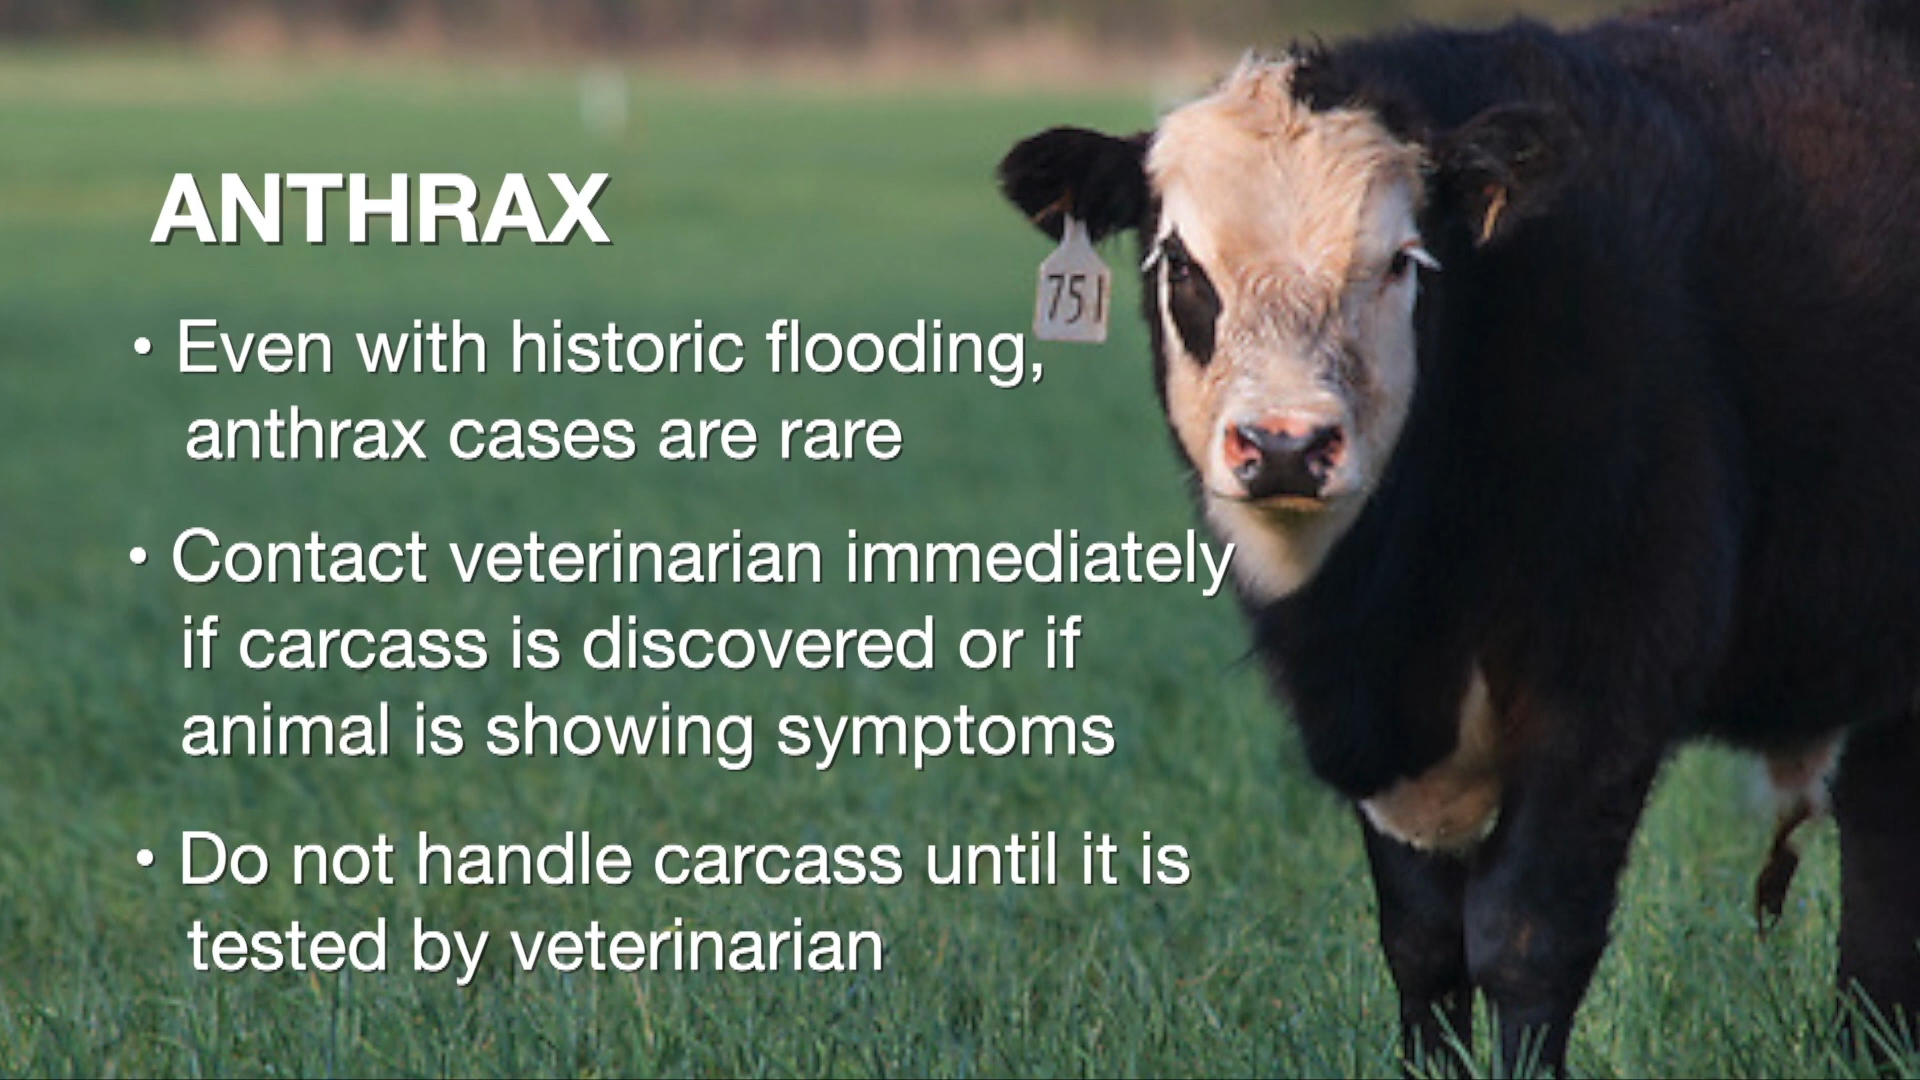 ANTHRAX
• Even with historic flooding,
anthrax cases are rare
• Contact veterinarian immediately
if carcass is discovered or if
animal is showing symptoms
• Do not handle carcass until it is
tested by veterinarian
751